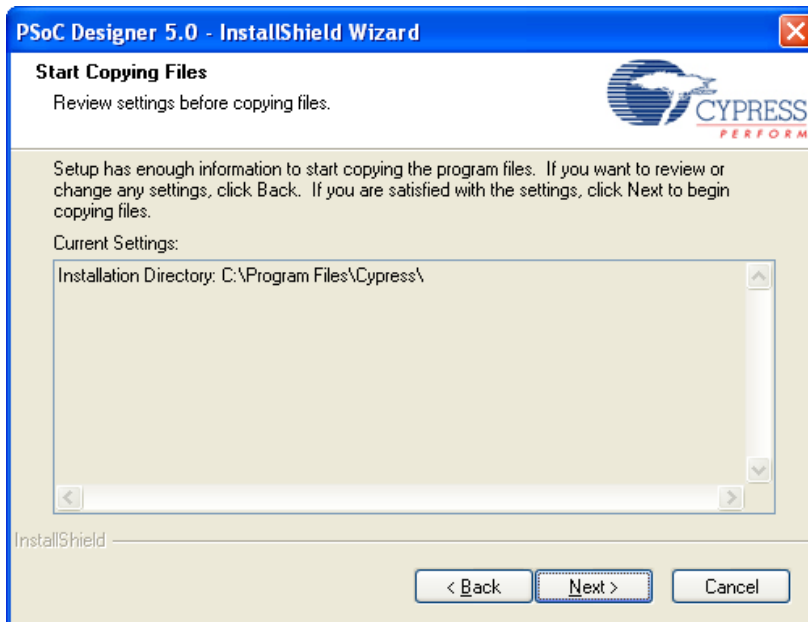 PSoC Designer 5.0 - InstallShield Wizard
Start Copying Files
Review settings before copying files.
CYPRESS
PERFORM
Setup has enough information to start copying the program files. If you want to review or
change any settings, click Back. If you are satisfied with the settings, click Next to begin
copying files.
Current Settings:
Installation Directory: C:\Program Files\Cypress\
InstallShield
< Back
Next >
Cancel